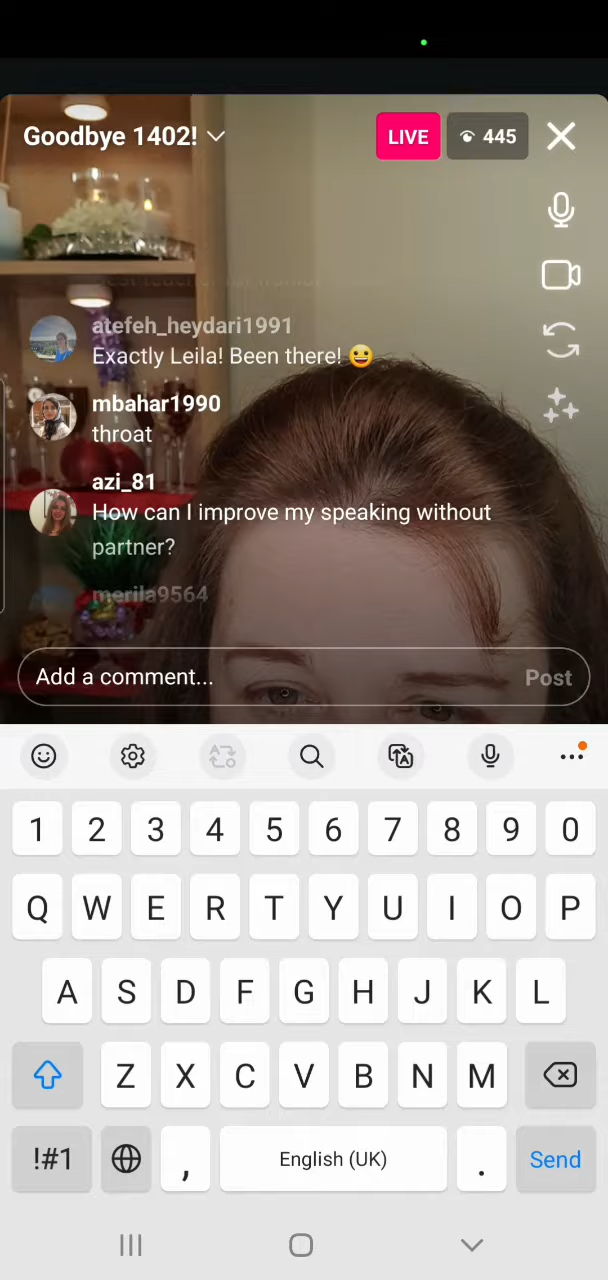 Goodbye 1402!
LIVE
445
atefeh_heydari1991
Exactly Leila! Been there! 😀
mbahar1990
throat
azi_81
How can I improve my speaking without
partner?
merila9564
Add a comment...
Post
1 2 3 4 5 6 7 8 9 0
Q W E R T Y U I O P
A S D F G H J K L
Z X C V B N M
!#1 , English (UK) . Send